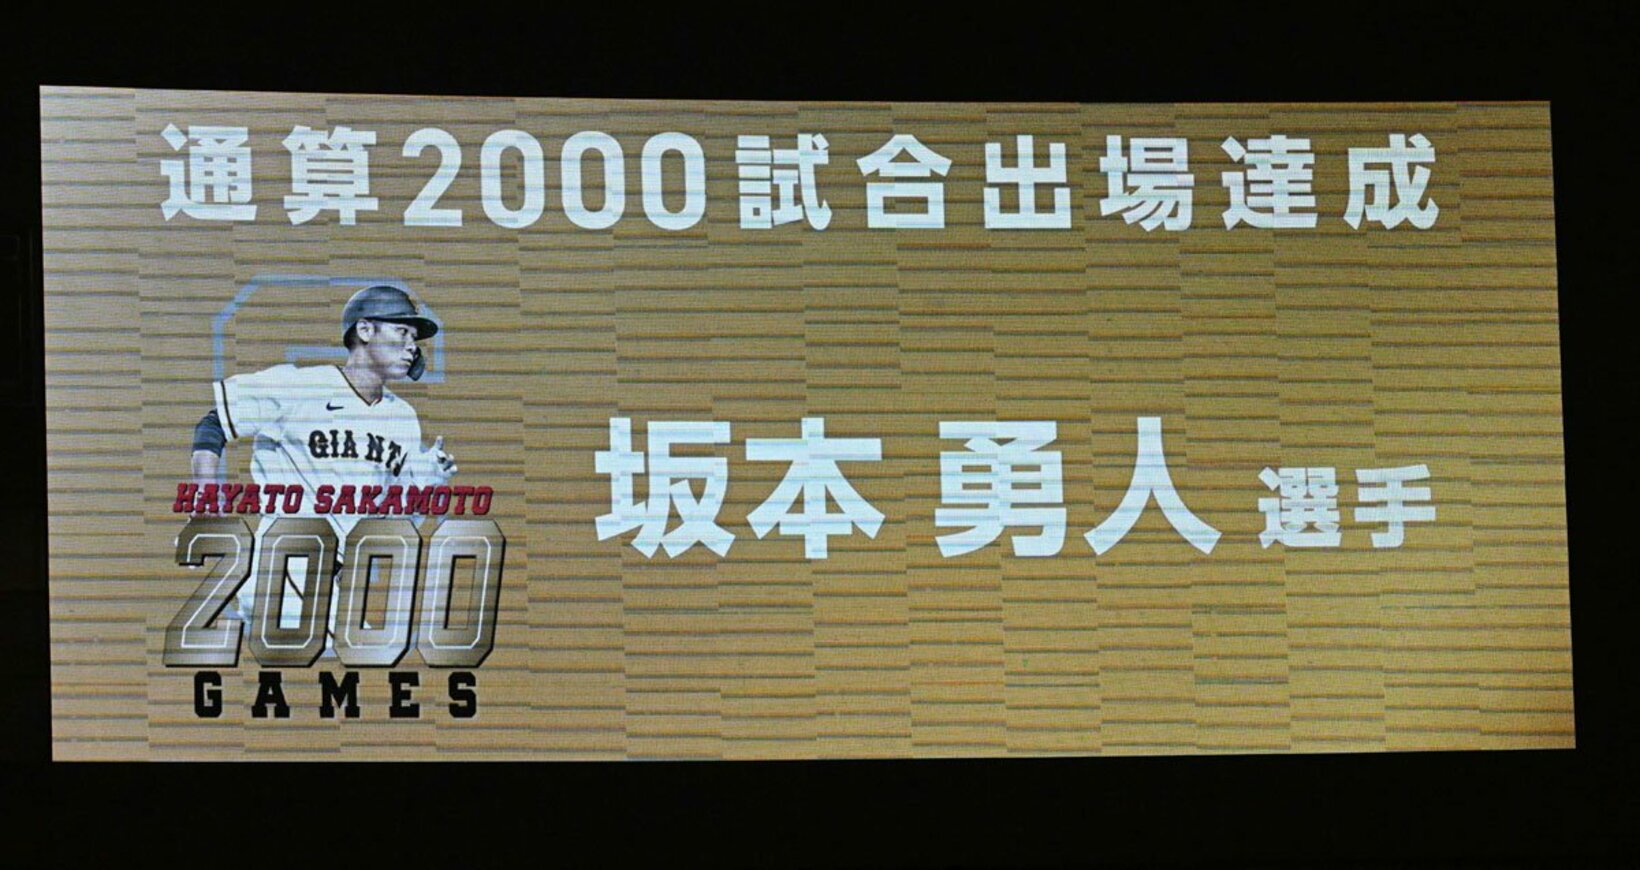 通算2000試合出場達成
GIANTS
HAYATO SAKAMOTO
2000
GAMES
坂本 勇人 選手